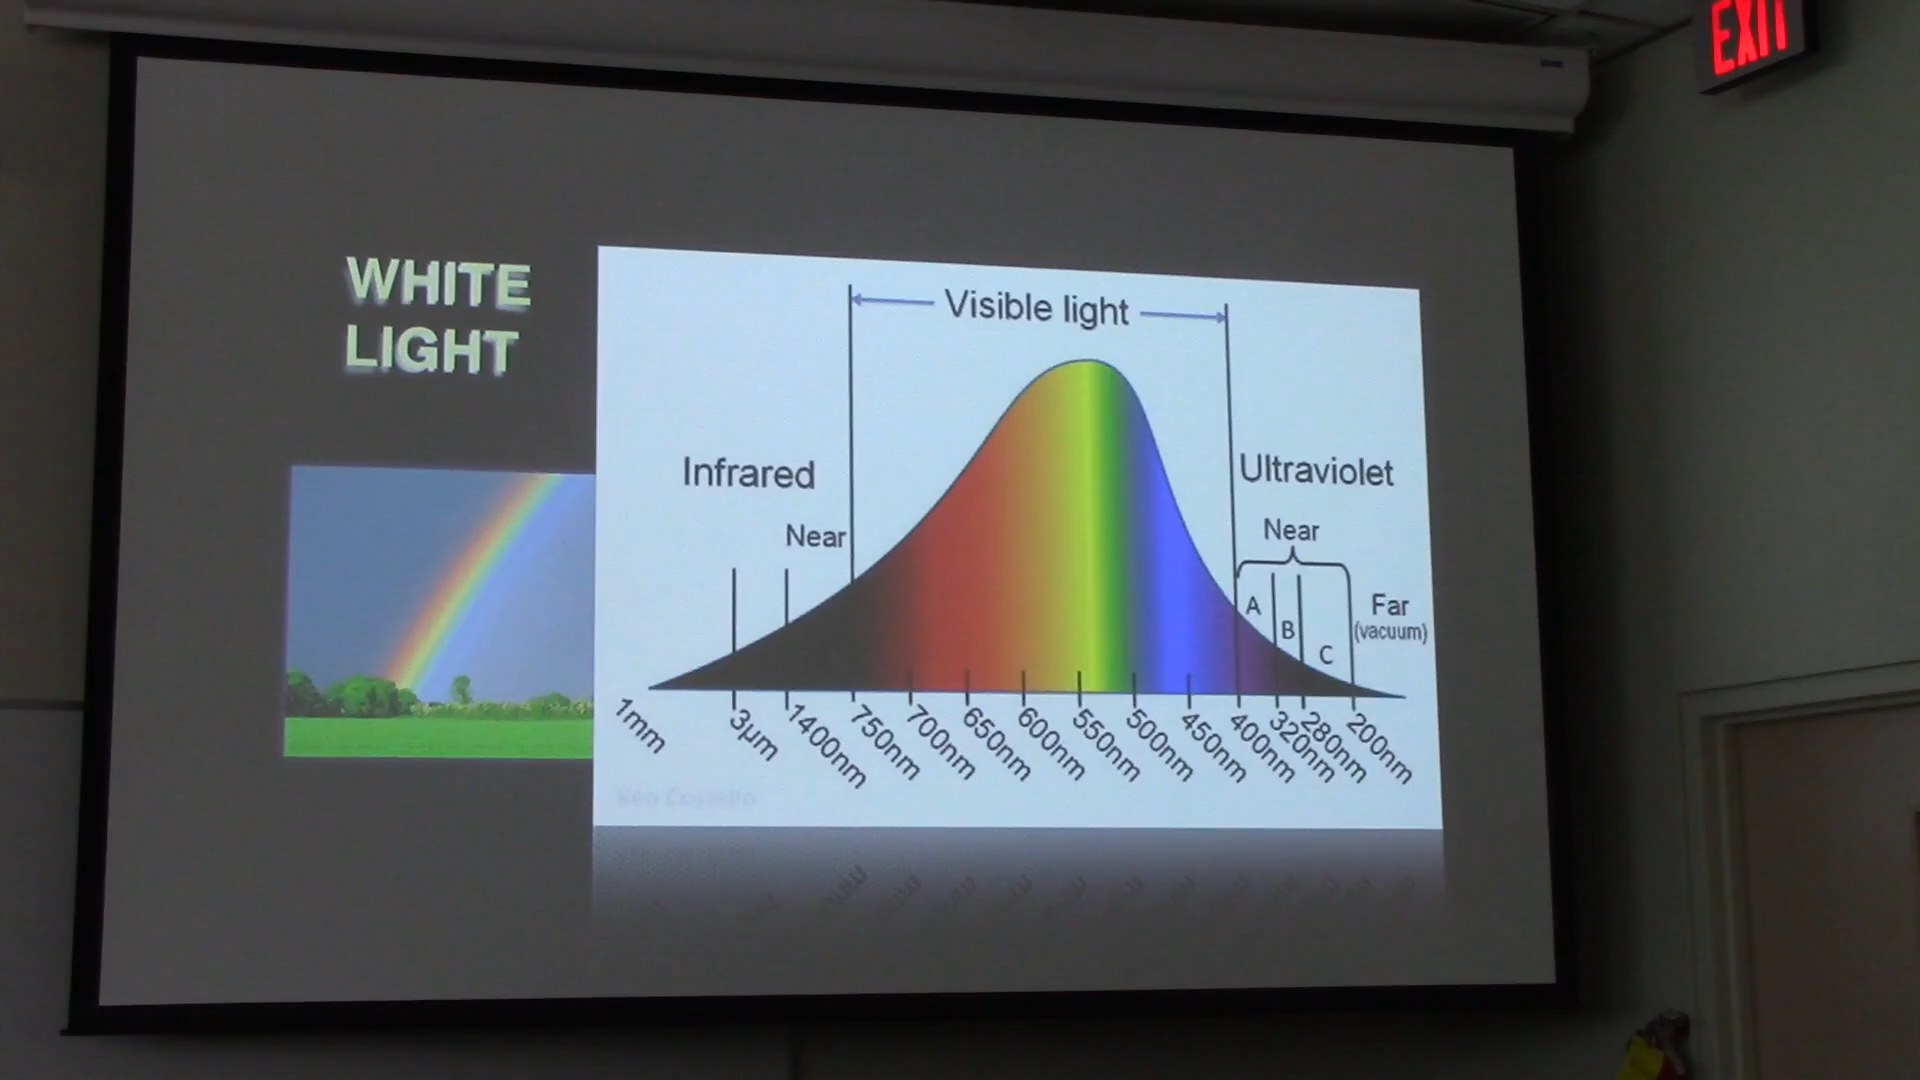 EXIT
WHITE
LIGHT
Visible light
Infrared
Ultraviolet
Near
Near
A
B
C
Far
(vacuum)
1mm
3µm
1400nm
750nm
700nm
650nm
600nm
550nm
500nm
450nm
400nm
320nm
280nm
200nm
Ken Costello